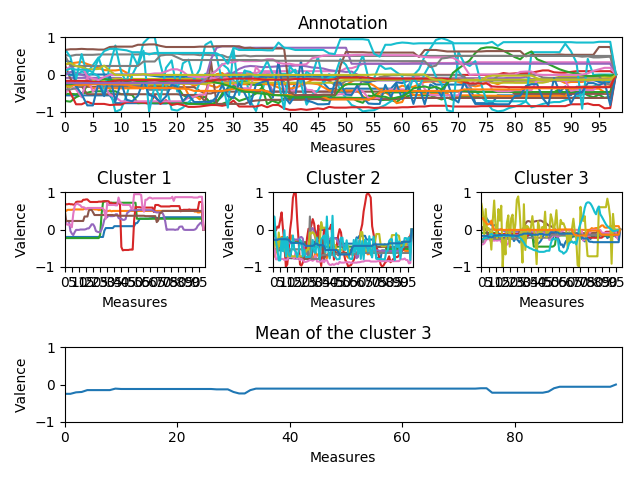 Annotation
1
0
−1
Valence
0 5 10 15 20 25 30 35 40 45 50 55 60 65 70 75 80 85 90 95
Measures
Cluster 1 Cluster 2 Cluster 3
1 1 1
0 0 0
−1 −1 −1
Valence Valence Valence
Measures Measures Measures
Mean of the cluster 3
1
0
−1
Valence
0 20 40 60 80
Measures